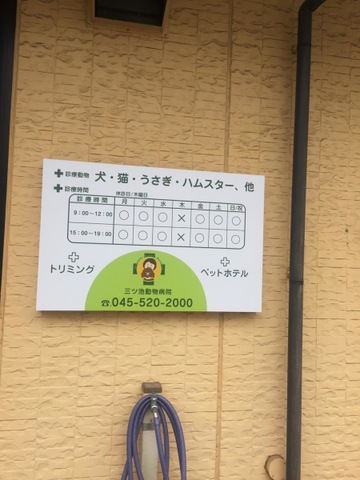 診療動物 犬・猫・うさぎ・ハムスター、他
診療時間 休診日/木曜日
診療時間 月 火 水 木 金 土 日/祝
9:00〜12:00 ○ ○ ○ × ○ ○ ○
15:00〜19:00 ○ ○ ○ × ○ ○ ○
トリミング ペットホテル
三ツ池動物病院
☎045-520-2000